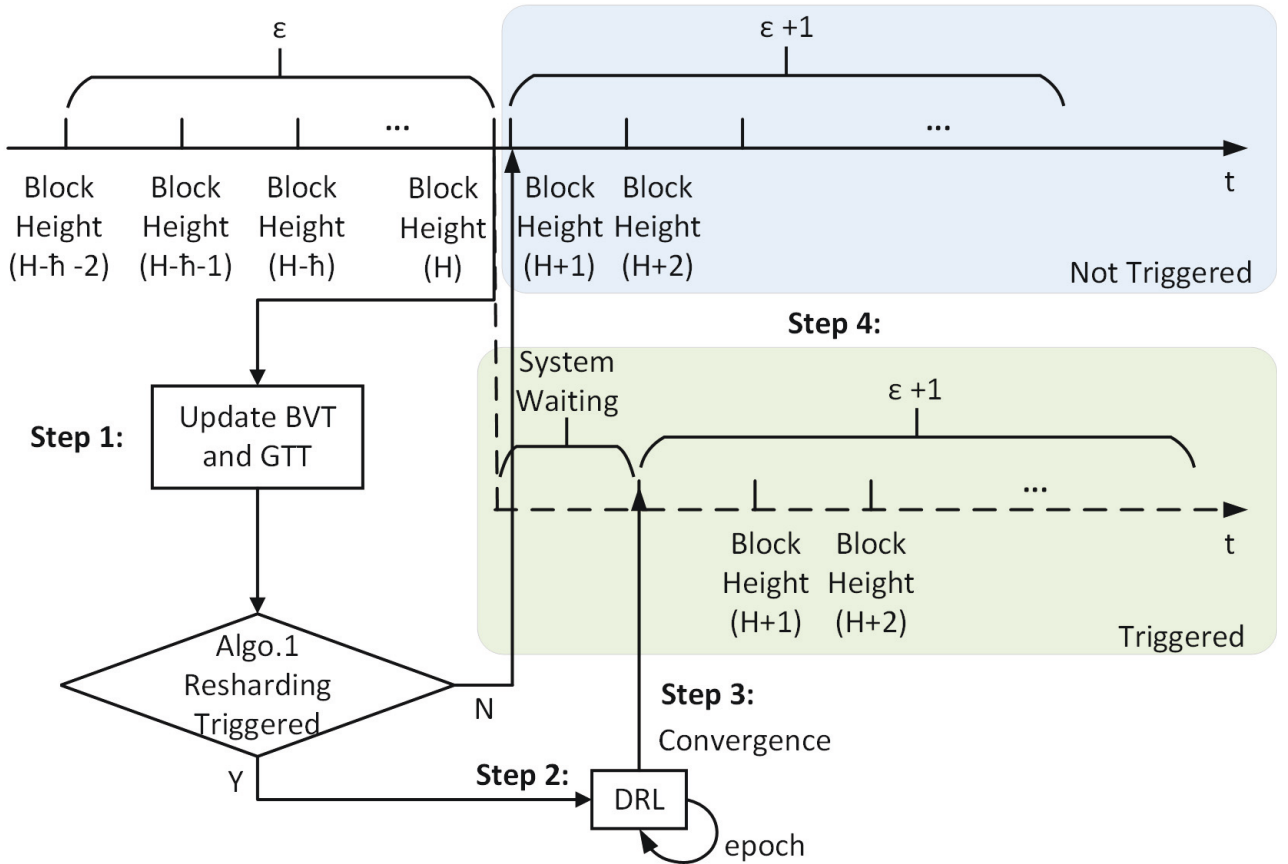 ε
ε +1
...
...
t
Block
Height
(H-ħ -2)
Block
Height
(H-ħ-1)
Block
Height
(H-ħ)
Block
Height
(H)
Block
Height
(H+1)
Block
Height
(H+2)
Not Triggered
Step 4:
System
Waiting
ε +1
...
t
Block
Height
(H+1)
Block
Height
(H+2)
Triggered
Step 1:
Update BVT
and GTT
Algo.1
Resharding
Triggered
N
Y
Step 2:
DRL
epoch
Step 3:
Convergence